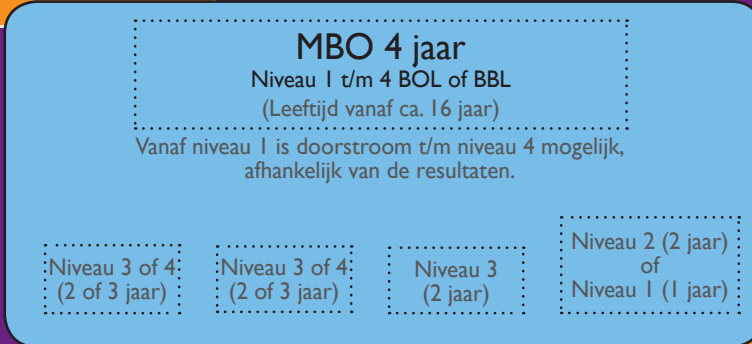 MBO 4 jaar
Niveau 1 t/m 4 BOL of BBL
(Leeftijd vanaf ca. 16 jaar)
Vanaf niveau 1 is doorstroom t/m niveau 4 mogelijk,
afhankelijk van de resultaten.
Niveau 3 of 4
(2 of 3 jaar)
Niveau 3 of 4
(2 of 3 jaar)
Niveau 3
(2 jaar)
Niveau 2 (2 jaar)
of
Niveau 1 (1 jaar)